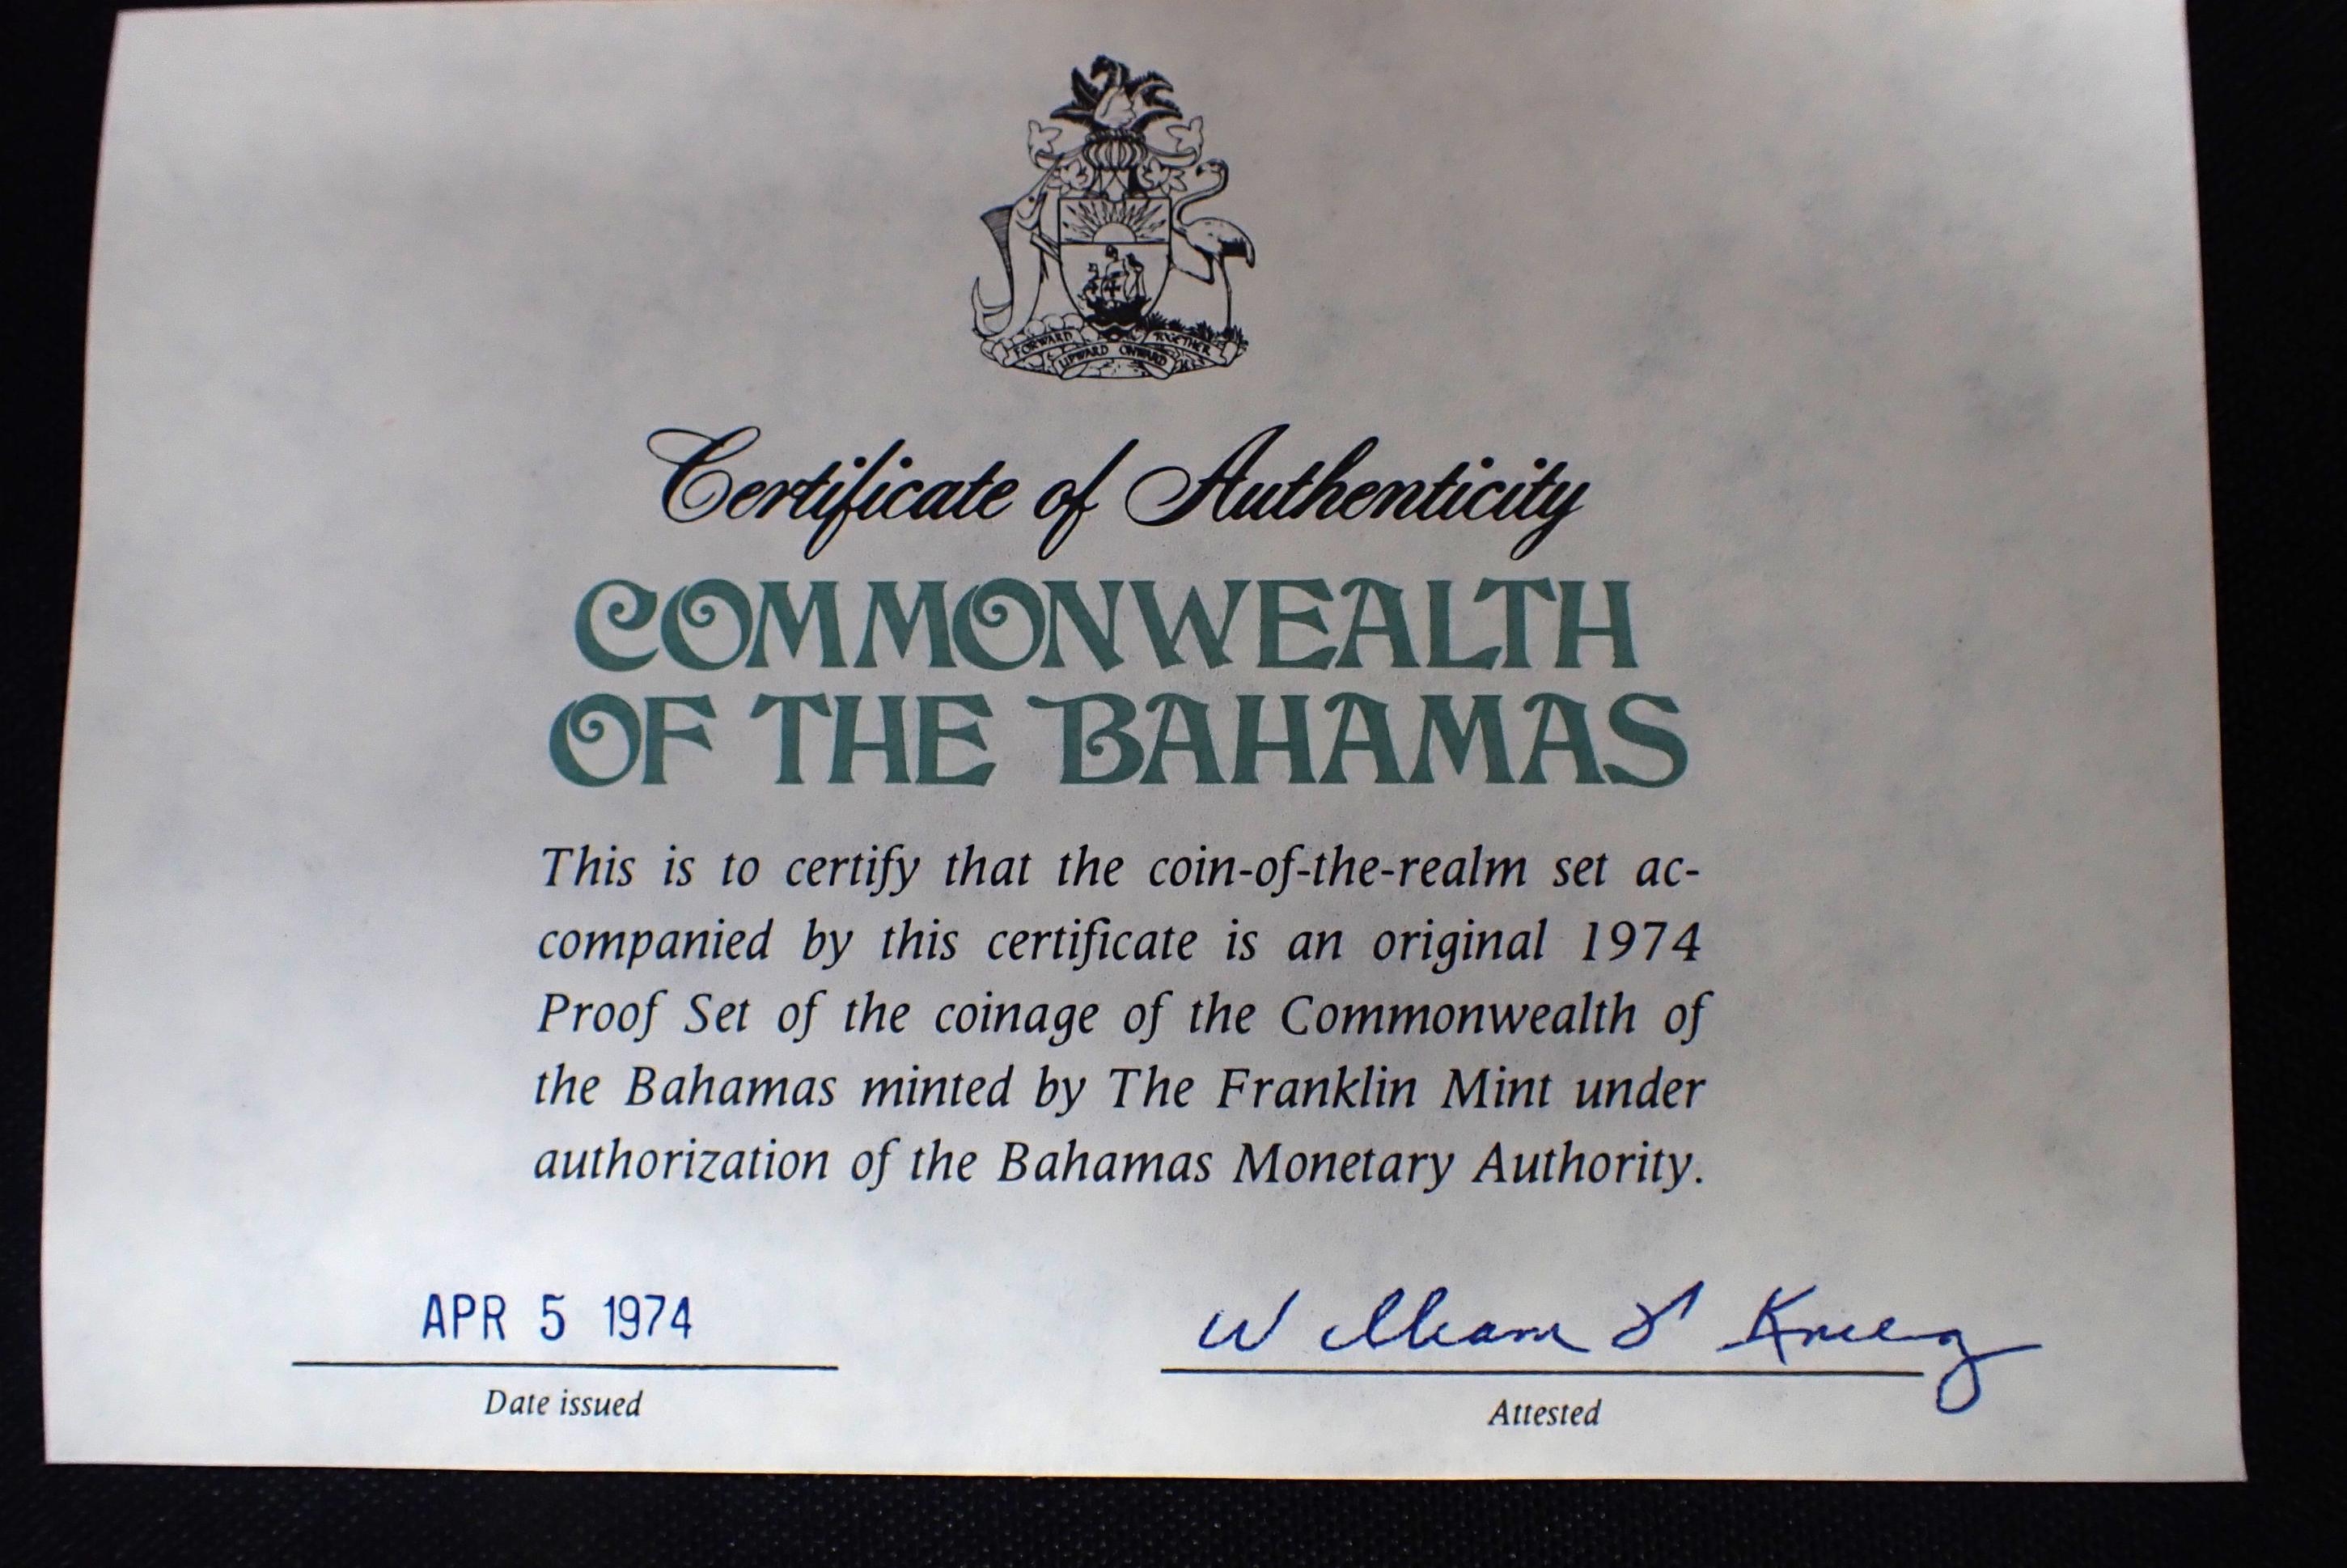 FORWARD UPWARD ONWARD TOGETHER
Certificate of Authenticity
COMMONWEALTH
OF THE BAHAMAS
This is to certify that the coin-of-the-realm set ac-
companied by this certificate is an original 1974
Proof Set of the coinage of the Commonwealth of
the Bahamas minted by The Franklin Mint under
authorization of the Bahamas Monetary Authority.
APR 5 1974
William
Date issued
Attested